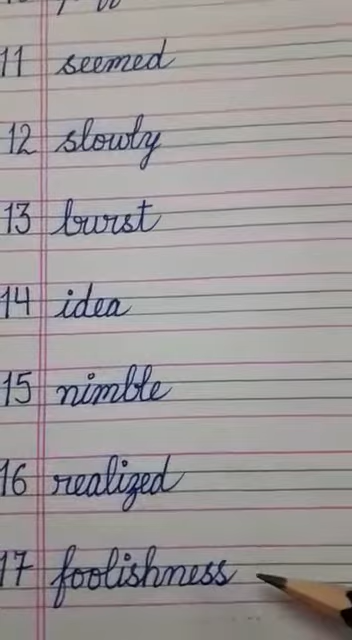 11 seemed
12 slowly
13 burst
14 idea
15 nimble
16 realized
17 foolishness